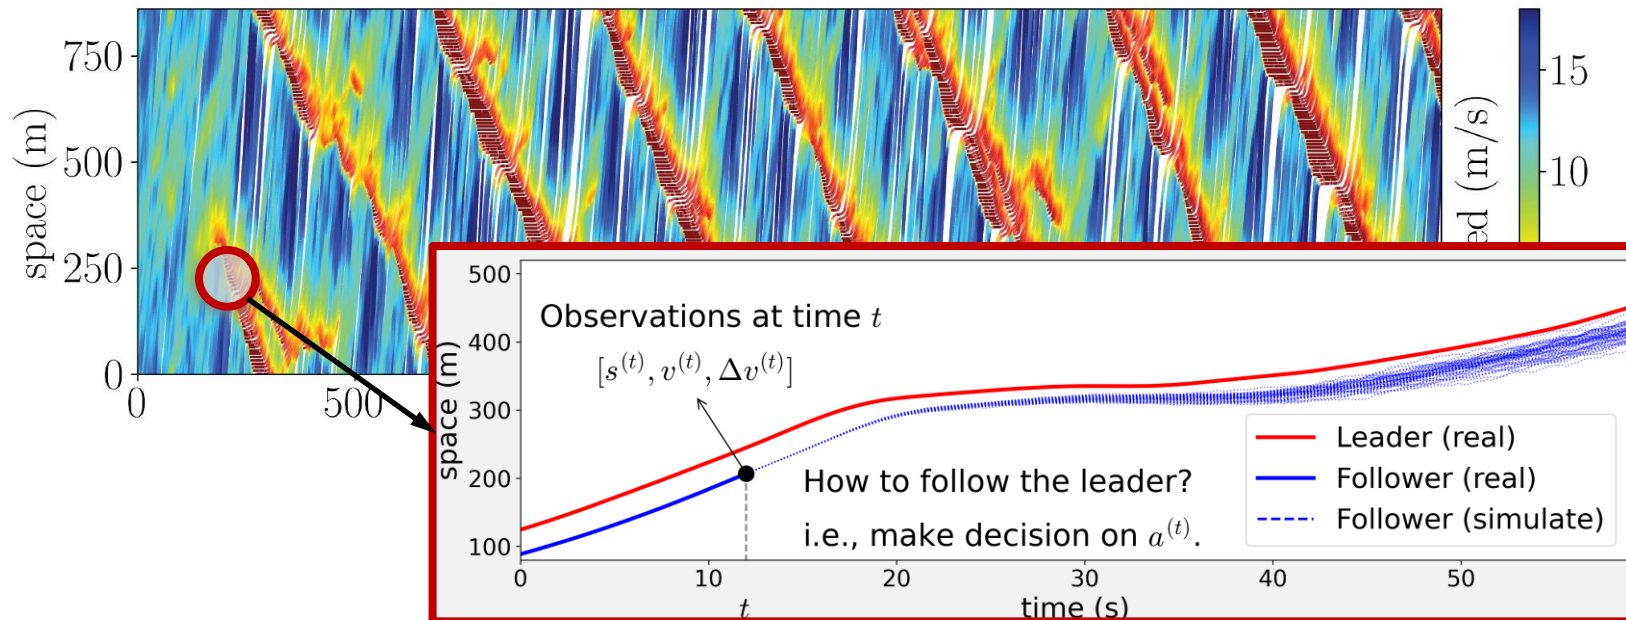 space (m)
750
500
250
0
0
500
15
10
ed (m/s)
space (m)
500
400
300
200
100
Observations at time t
[s^{(t)}, v^{(t)}, Δv^{(t)}]
How to follow the leader?
i.e., make decision on a^{(t)}.
Leader (real)
Follower (real)
Follower (simulate)
0
10
20
30
40
50
t
time (s)